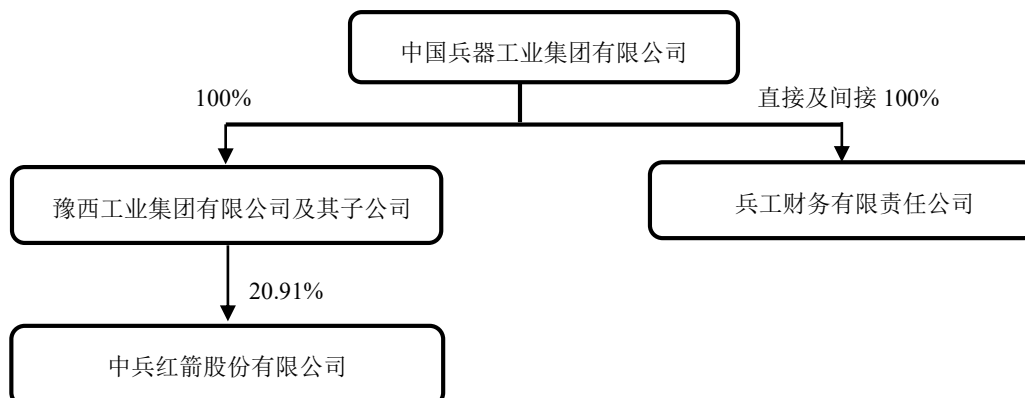 中国兵器工业集团有限公司
100%
直接及间接 100%
豫西工业集团有限公司及其子公司
兵工财务有限责任公司
20.91%
中兵红箭股份有限公司